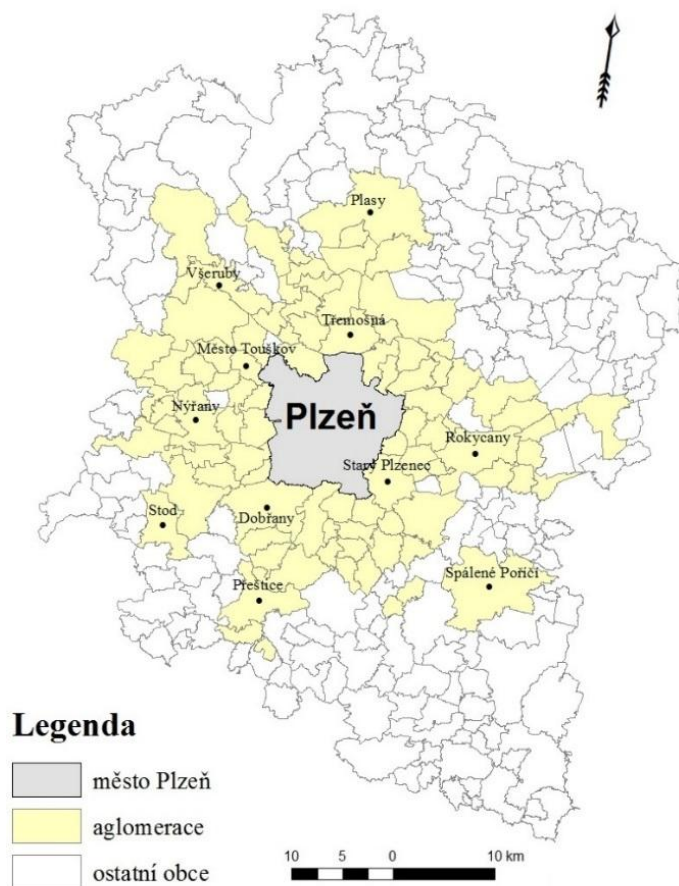 Plasy
Všeruby
Třemošná
Město Touškov
Plzeň
Nýřany
Rokycany
Starý Plzenec
Stod
Dobřany
Spálené Poříčí
Přeštice
Legenda
město Plzeň
aglomerace
ostatní obce
10 5 0 10 km